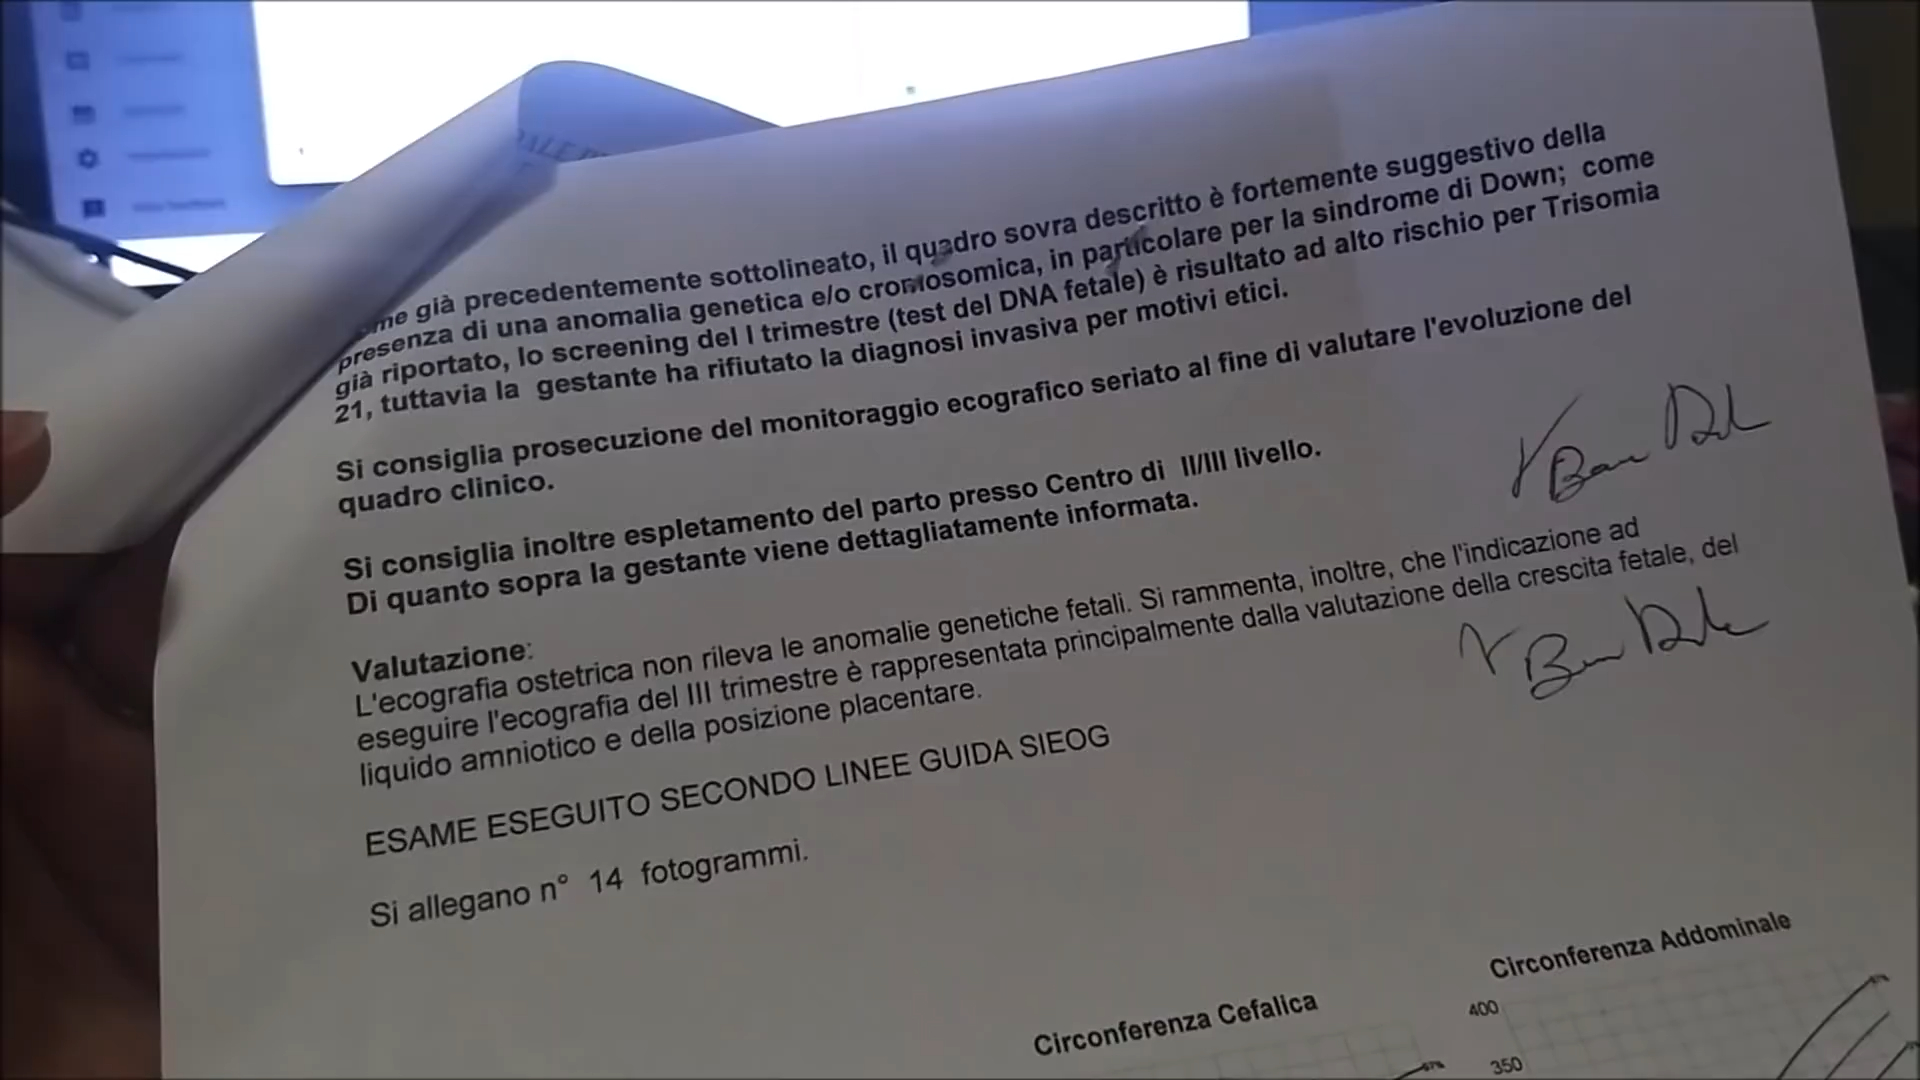 già precedentemente sottolineato, il quadro sovra descritto è fortemente suggestivo della
presenza di una anomalia genetica e/o cromosomica, in particolare per la sindrome di Down; come
già riportato, lo screening del I trimestre (test del DNA fetale) è risultato ad alto rischio per Trisomia
21, tuttavia la gestante ha rifiutato la diagnosi invasiva per motivi etici.
Si consiglia prosecuzione del monitoraggio ecografico seriato al fine di valutare l'evoluzione del
quadro clinico.
Si consiglia inoltre espletamento del parto presso Centro di II/III livello.
Di quanto sopra la gestante viene dettagliatamente informata.
Valutazione:
L'ecografia ostetrica non rileva le anomalie genetiche fetali. Si rammenta, inoltre, che l'indicazione ad
eseguire l'ecografia del III trimestre è rappresentata principalmente dalla valutazione della crescita fetale, del
liquido amniotico e della posizione placentare.
ESAME ESEGUITO SECONDO LINEE GUIDA SIEOG
Si allegano n° 14 fotogrammi.
Circonferenza Cefalica
Circonferenza Addominale
400
350